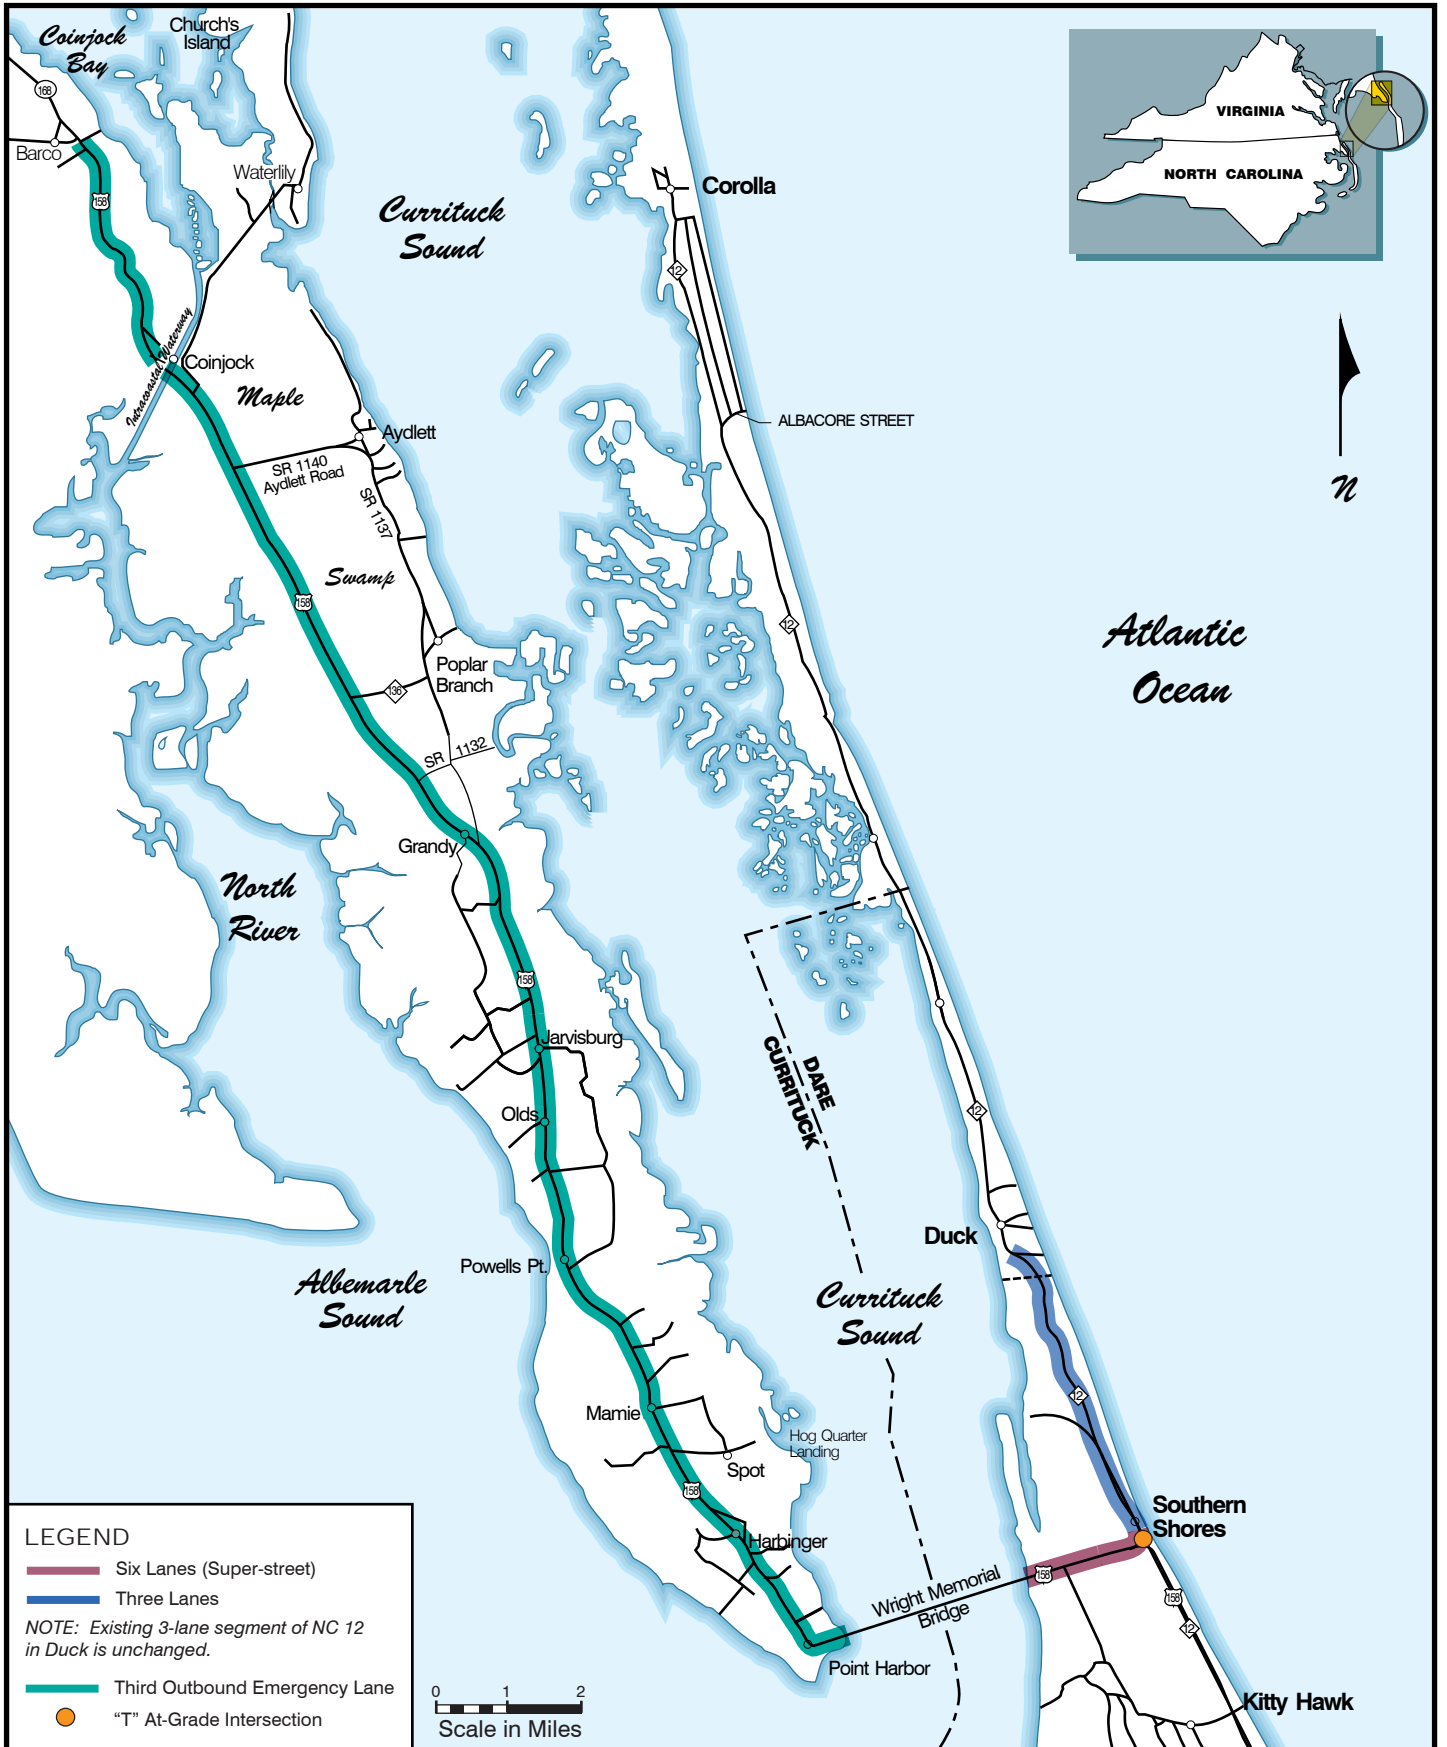 Coinjock
Bay
Church's
Island
168
Barco
158
Waterlily
Currituck
Sound
Corolla
12
VIRGINIA
NORTH CAROLINA
Intracoastal Waterway
Coinjock
Maple
Aydlett
SR 1140
Aydlett Road
SR 1137
ALBACORE STREET
N
Swamp
158
12
Atlantic
Ocean
Poplar
Branch
136
SR 1132
Grandy
North
River
158
Jarvisburg
DARE
CURRITUCK
Olds
12
Duck
Powells Pt.
Albemarle
Sound
Currituck
Sound
12
Mamie
Hog Quarter
Landing
Spot
158
Harbinger
Southern
Shores
158
Wright Memorial
Bridge
158
12
Point Harbor
Kitty Hawk
LEGEND
Six Lanes (Super-street)
Three Lanes
NOTE: Existing 3-lane segment of NC 12
in Duck is unchanged.
Third Outbound Emergency Lane
“T” At-Grade Intersection
0 1 2
Scale in Miles